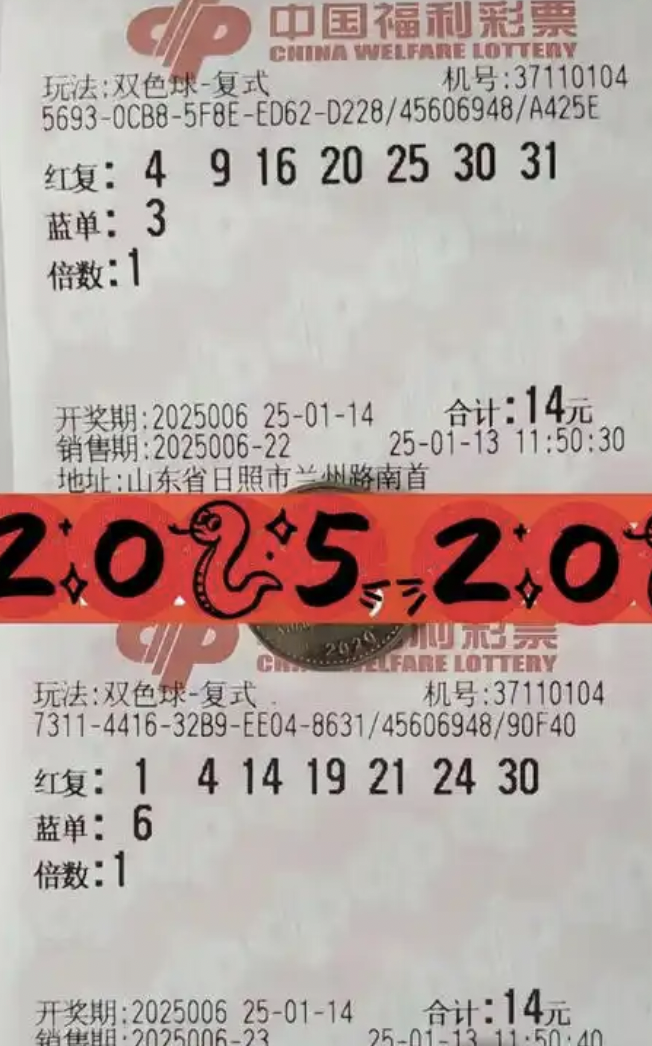 中国福利彩票
CHINA WELFARE LOTTERY
玩法:双色球-复式 机号:37110104
5693-0CB8-5F8E-ED62-D228/45606948/A425E
红复: 4 9 16 20 25 30 31
蓝单: 3
倍数:1
开奖期:2025006 25-01-14 合计:14元
销售期:2025006-22 25-01-13 11:50:30
地址:山东省日照市兰州路南首
2025 20
2020
利彩票
CH WELFARE LOTTERY
玩法:双色球-复式 机号:37110104
7311-4416-32B9-EE04-8631/45606948/90F40
红复: 1 4 14 19 21 24 30
蓝单: 6
倍数:1
开奖期:2025006 25-01-14 合计:14元
销售期:2025006-23 25-01-13 11:50:40